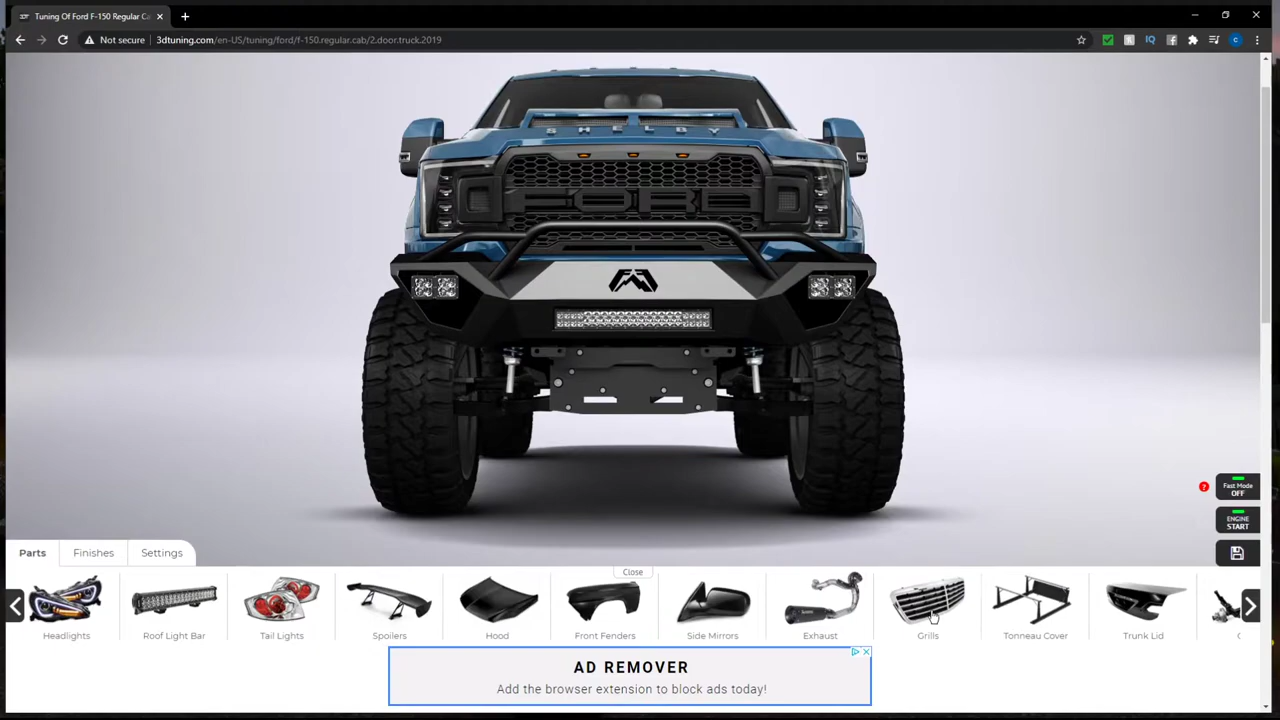 Tuning Of Ford F-150 Regular Ca
Not secure
3dtuning.com/en-US/tuning/ford/f-150.regular.cab/2.door.truck.2019
IQ
c
SHELBY
FORD
?
Fast Mode
OFF
ENGINE
START
Parts
Finishes
Settings
Close
Headlights
Roof Light Bar
Tail Lights
Spoilers
Hood
Front Fenders
Side Mirrors
Exhaust
Grills
Tonneau Cover
Trunk Lid
AD REMOVER
Add the browser extension to block ads today!